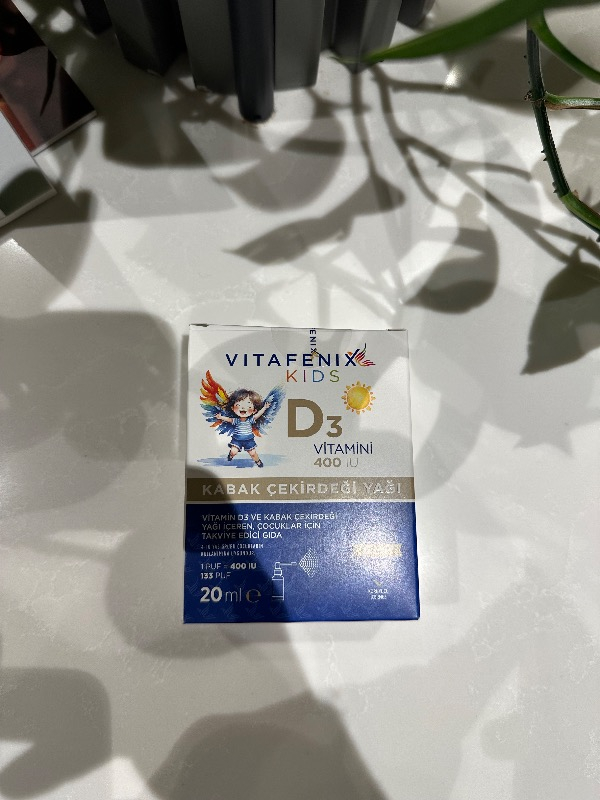 VITAFENIX
KIDS
D3
VİTAMİNİ
400 IU
KABAK ÇEKİRDEĞİ YAĞI
VİTAMİN D3 VE KABAK ÇEKİRDEĞİ
YAĞI İÇEREN, ÇOCUKLAR İÇİN
TAKVİYE EDİCİ GIDA
1 PUF = 400 IU
133 PUF
20 ml ℮